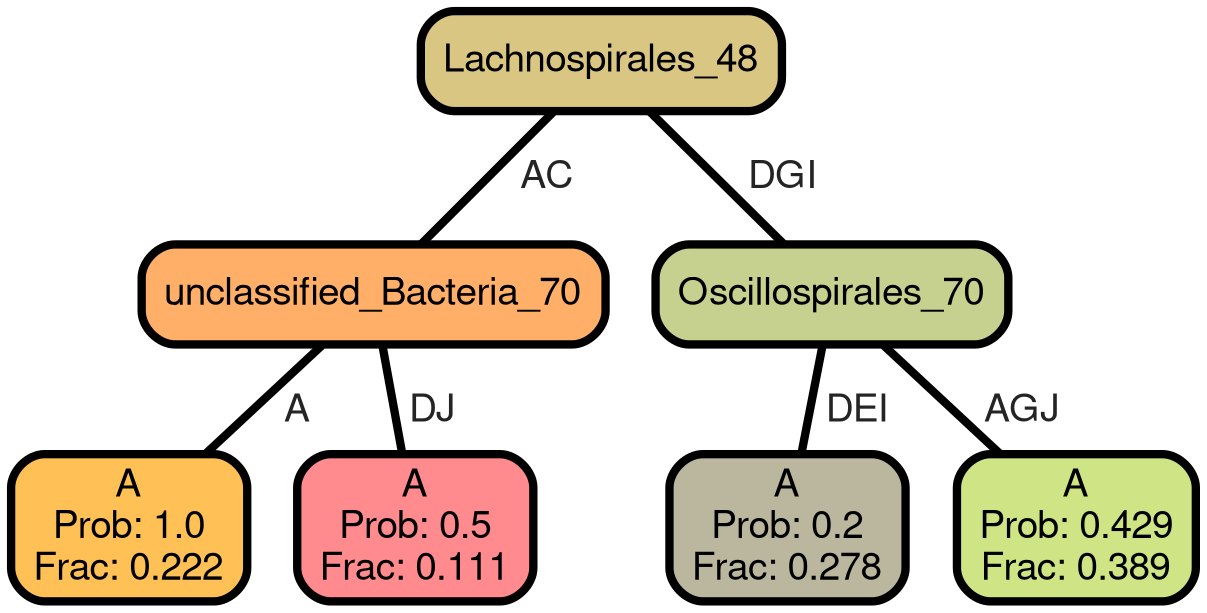 Lachnospirales_48
AC
DGI
unclassified_Bacteria_70
Oscillospirales_70
A
DJ
DEI
AGJ
A
Prob: 1.0
Frac: 0.222
A
Prob: 0.5
Frac: 0.111
A
Prob: 0.2
Frac: 0.278
A
Prob: 0.429
Frac: 0.389